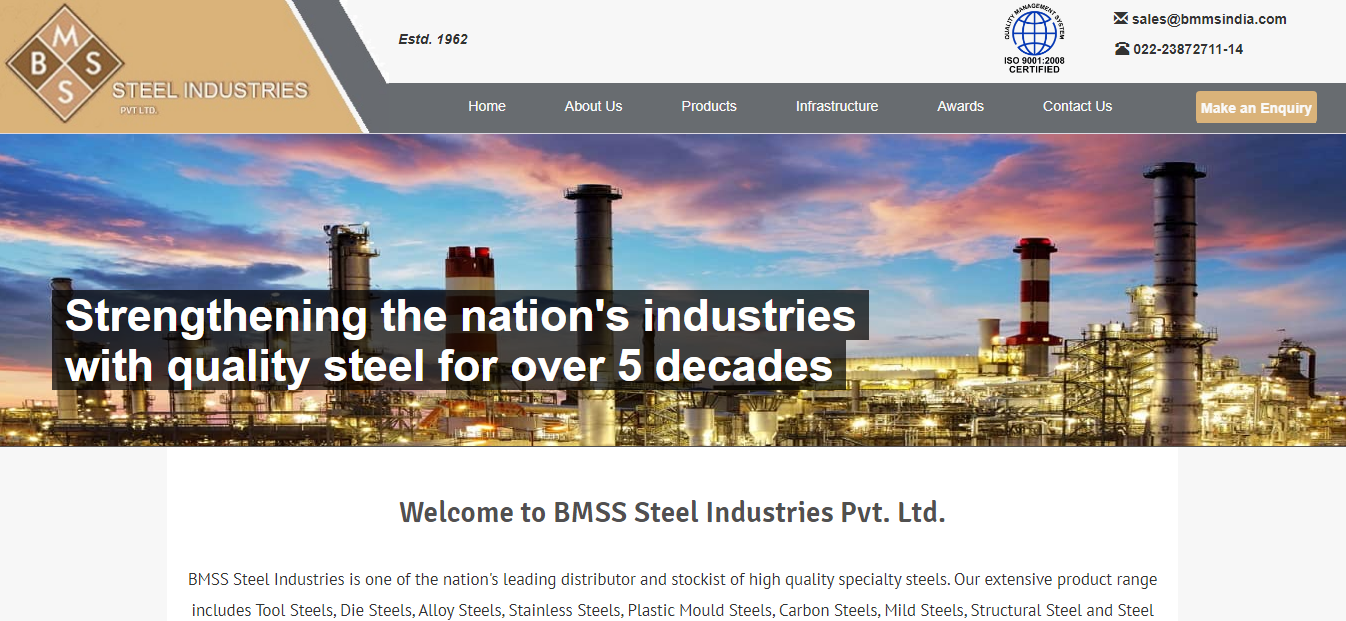 M
B S
S
STEEL INDUSTRIES
PVT LTD.
Estd. 1962
QUALITY MANAGEMENT SYSTEM
ISO 9001:2008
CERTIFIED
sales@bmmsindia.com
022-23872711-14
Home About Us Products Infrastructure Awards Contact Us Make an Enquiry
Strengthening the nation's industries
with quality steel for over 5 decades
Welcome to BMSS Steel Industries Pvt. Ltd.
BMSS Steel Industries is one of the nation's leading distributor and stockist of high quality specialty steels. Our extensive product range
includes Tool Steels, Die Steels, Alloy Steels, Stainless Steels, Plastic Mould Steels, Carbon Steels, Mild Steels, Structural Steel and Steel